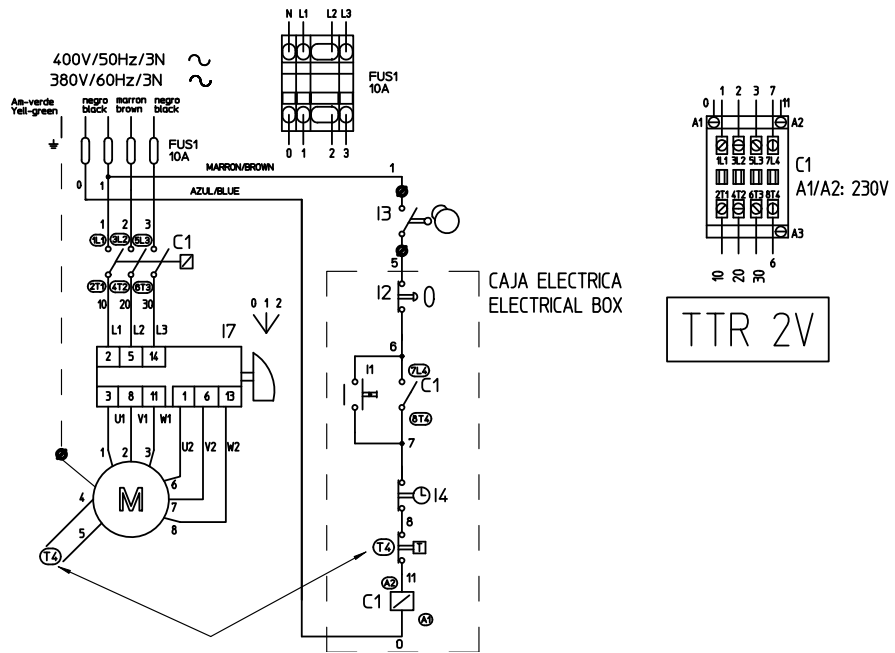 400V/50Hz/3N
380V/60Hz/3N
Am-verde
Yell-green
negro
black
marron
brown
negro
black
FUS1
10A
N L1 L2 L3
FUS1
10A
0 1 2 3
0 1
MARRON/BROWN
1
AZUL/BLUE
1 2 3
1L1 3L2 5L3 C1
2T1 4T2 6T3
10 20 30
L1 L2 L3
I7
0 1 2
2 5 14
3 8 11 1 6 13
U1 V1 W1
U2 V2 W2
1 2 3
M
4
5
6
7
8
T4
I3
5
CAJA ELECTRICA
ELECTRICAL BOX
I2
6
I1
7L4
C1
8T4
7
I4
8
T4
T
A2 11
C1
A1
0
0 1 2 3 7 11
A1 A2
1L1 3L2 5L3 7L4
C1
A1/A2: 230V
2T1 4T2 6T3 8T4
A3
10 20 30 6
TTR 2V